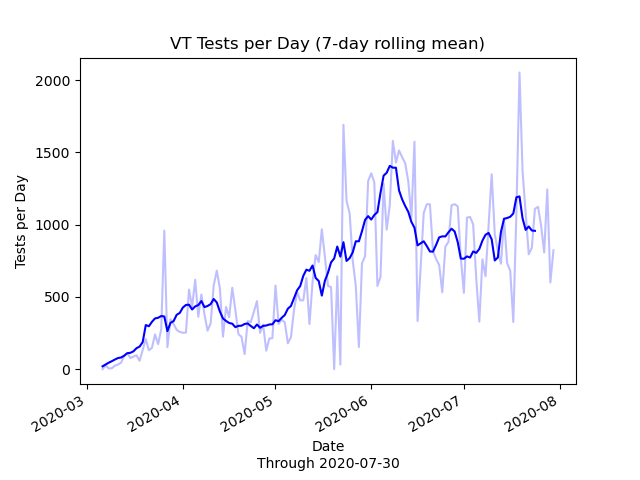 VT Tests per Day (7-day rolling mean)
2000
1500
1000
500
0
Tests per Day
2020-03
2020-04
2020-05
2020-06
2020-07
2020-08
Date
Through 2020-07-30